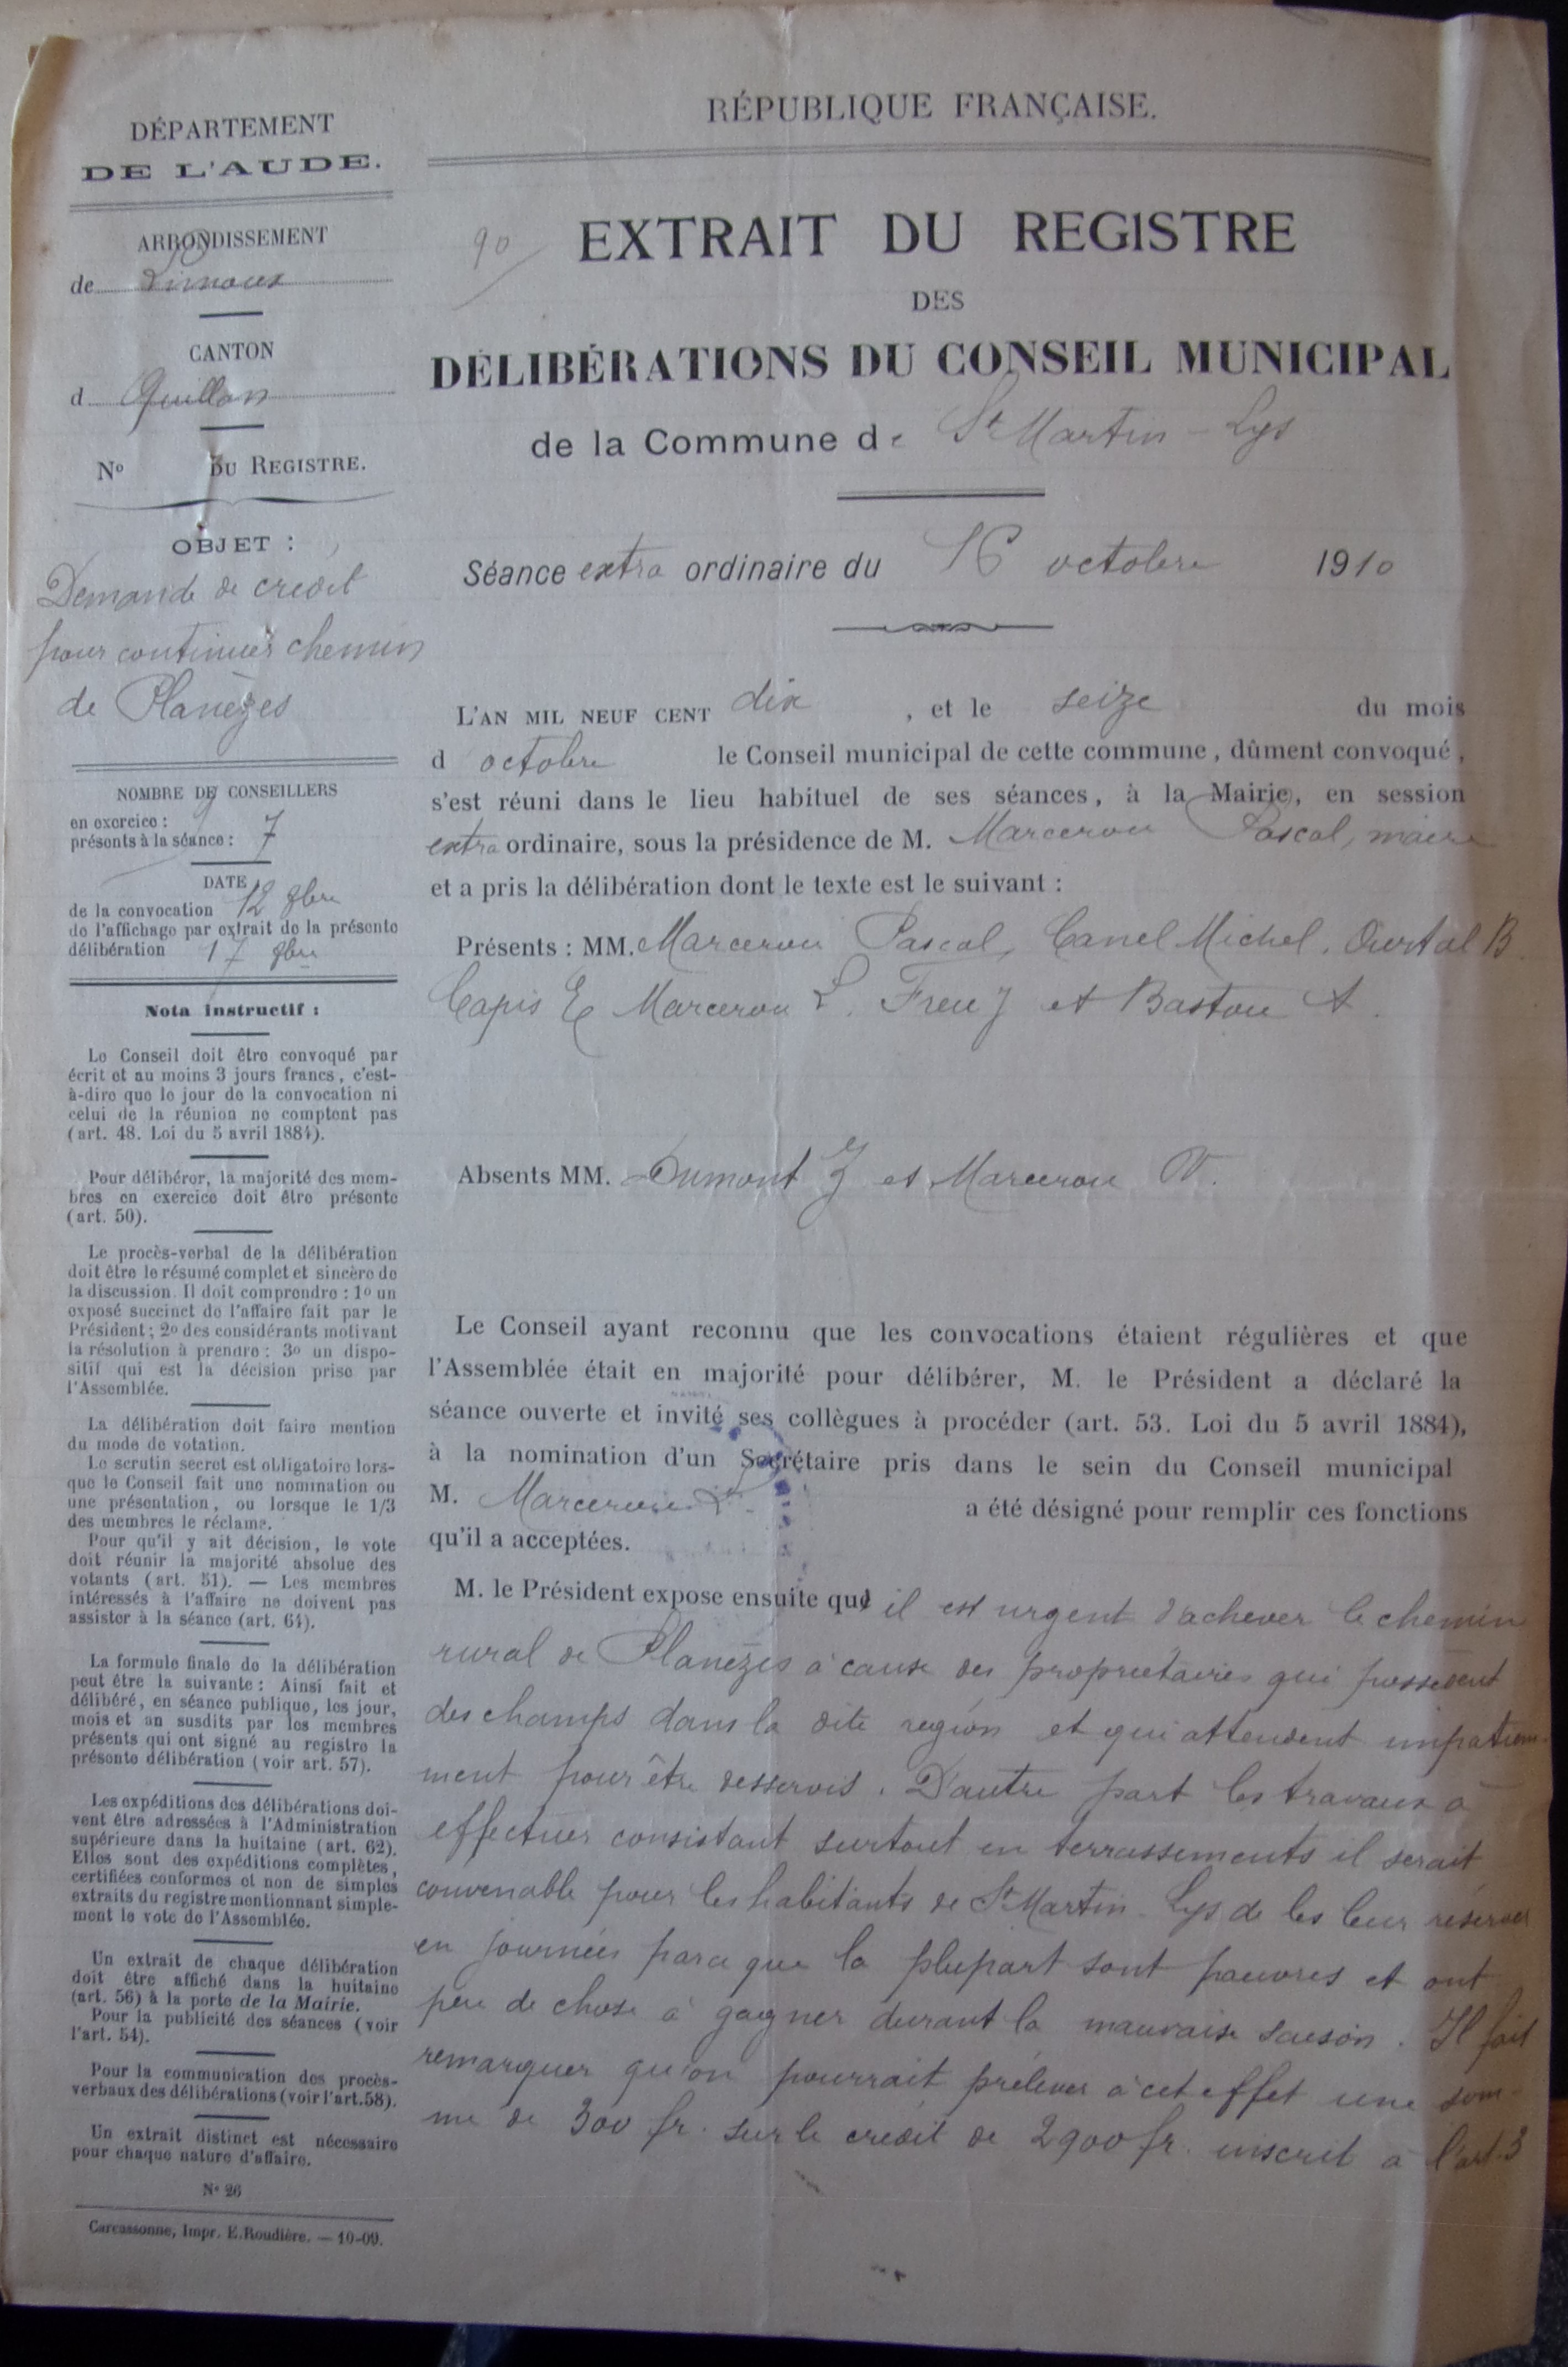 DÉPARTEMENT
DE L'AUDE.
ARRONDISSEMENT
de Limoux
CANTON
d Quillan
N° DU REGISTRE.
OBJET :
Demande de crédit
pour continuer chemin
de Planèzes
NOMBRE DE CONSEILLERS
en exercice : 9
présents à la séance : 7
DATE
de la convocation 12 8bre
de l'affichage par extrait de la présente
délibération 17 8bre
Nota instructif :
Le Conseil doit être convoqué par
écrit et au moins 3 jours francs, c'est-
à-dire que le jour de la convocation ni
celui de la réunion ne comptent pas
(art. 48. Loi du 5 avril 1884).
Pour délibérer, la majorité des mem-
bres en exercice doit être présente
(art. 50).
Le procès-verbal de la délibération
doit être le résumé complet et sincère de
la discussion. Il doit comprendre : 1° un
exposé succinct de l'affaire fait par le
Président ; 2° des considérants motivant
la résolution à prendre ; 3° un dispo-
sitif qui est la décision prise par
l'Assemblée.
La délibération doit faire mention
du mode de votation.
Le scrutin secret est obligatoire lors-
que le Conseil fait une nomination ou
une présentation, ou lorsque le 1/3
des membres le réclame.
Pour qu'il y ait décision, le vote
doit réunir la majorité absolue des
votants (art. 51). — Les membres
intéressés à l'affaire ne doivent pas
assister à la séance (art. 64).
La formule finale de la délibération
peut être la suivante : Ainsi fait et
délibéré, en séance publique, les jour,
mois et an susdits par les membres
présents qui ont signé au registre la
présente délibération (voir art. 57).
Les expéditions des délibérations doi-
vent être adressées à l'Administration
supérieure dans la huitaine (art. 62).
Elles sont des expéditions complètes,
certifiées conformes et non de simples
extraits du registre mentionnant simple-
ment le vote de l'Assemblée.
Un extrait de chaque délibération
doit être affiché dans la huitaine
(art. 56) à la porte de la Mairie.
Pour la publicité des séances (voir
l'art. 54).
Pour la communication des procès-
verbaux des délibérations (voir l'art. 58).
Un extrait distinct est nécessaire
pour chaque nature d'affaire.
N° 26
Carcassonne, Impr. E. Roudière. — 10-09.
RÉPUBLIQUE FRANÇAISE.
90
EXTRAIT DU REGISTRE
DES
DÉLIBÉRATIONS DU CONSEIL MUNICIPAL
de la Commune de St Martin - Lys
Séance extra ordinaire du 16 octobre 1910
L'AN MIL NEUF CENT dix , et le seize du mois
d octobre le Conseil municipal de cette commune, dûment convoqué,
s'est réuni dans le lieu habituel de ses séances, à la Mairie, en session
extra ordinaire, sous la présidence de M. Marcerou Pascal, maire
et a pris la délibération dont le texte est le suivant :
Présents : MM. Marcerou Pascal, Canel Michel, Ourtal B.
Capis E Marcerou L. Freu J et Bastou A.
Absents MM. Dumont J et Marcerou V.
Le Conseil ayant reconnu que les convocations étaient régulières et que
l'Assemblée était en majorité pour délibérer, M. le Président a déclaré la
séance ouverte et invité ses collègues à procéder (art. 53. Loi du 5 avril 1884),
à la nomination d'un Secrétaire pris dans le sein du Conseil municipal
M. Marcerou L a été désigné pour remplir ces fonctions
qu'il a acceptées.
M. le Président expose ensuite qu' il est urgent d'achever le chemin
rural de Planèzes à cause des propriétaires qui possèdent
des champs dans la dite région et qui attendent impatiem-
ment pour être desservis. D'autre part les travaux à
effectuer consistant surtout en terrassements il serait
convenable pour les habitants de St Martin - Lys de les leur réserver
en journées parce que la plupart sont pauvres et ont
peu de chose à gagner durant la mauvaise saison. Il fait
remarquer qu'on pourrait prélever à cet effet une som-
me de 300 fr. sur le crédit de 2900 fr. inscrit à l'art. 3